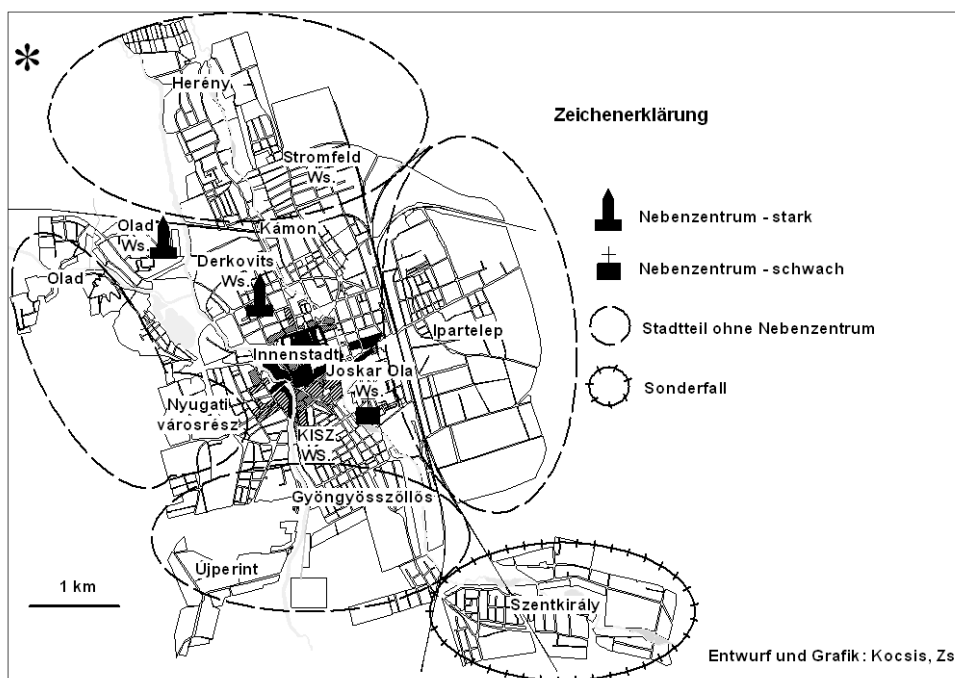 *
Herény
Zeichenerklärung
Stromfeld
Ws.
Nebenzentrum - stark
Olad
Ws.
Kámon
Derkovits
Ws.
Nebenzentrum - schwach
Olad
Ipartelep
Stadtteil ohne Nebenzentrum
Innenstadt
Joskar Ola
Ws.
Sonderfall
Nyugati
városrész
KISZ
WS.
Gyöngyösszöllös
Újperint
1 km
Szentkirály
Entwurf und Grafik: Kocsis, Zs